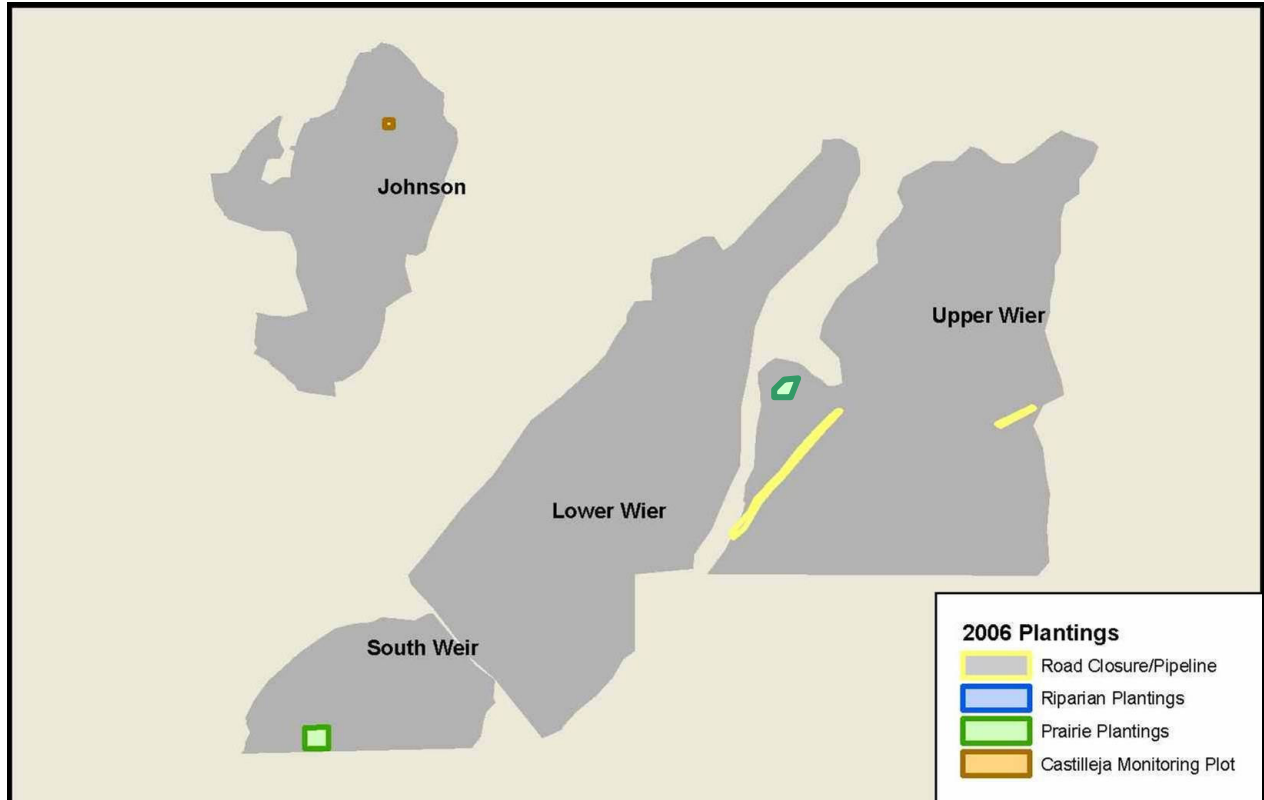 Johnson
Upper Wier
Lower Wier
South Weir
2006 Plantings
Road Closure/Pipeline
Riparian Plantings
Prairie Plantings
Castilleja Monitoring Plot